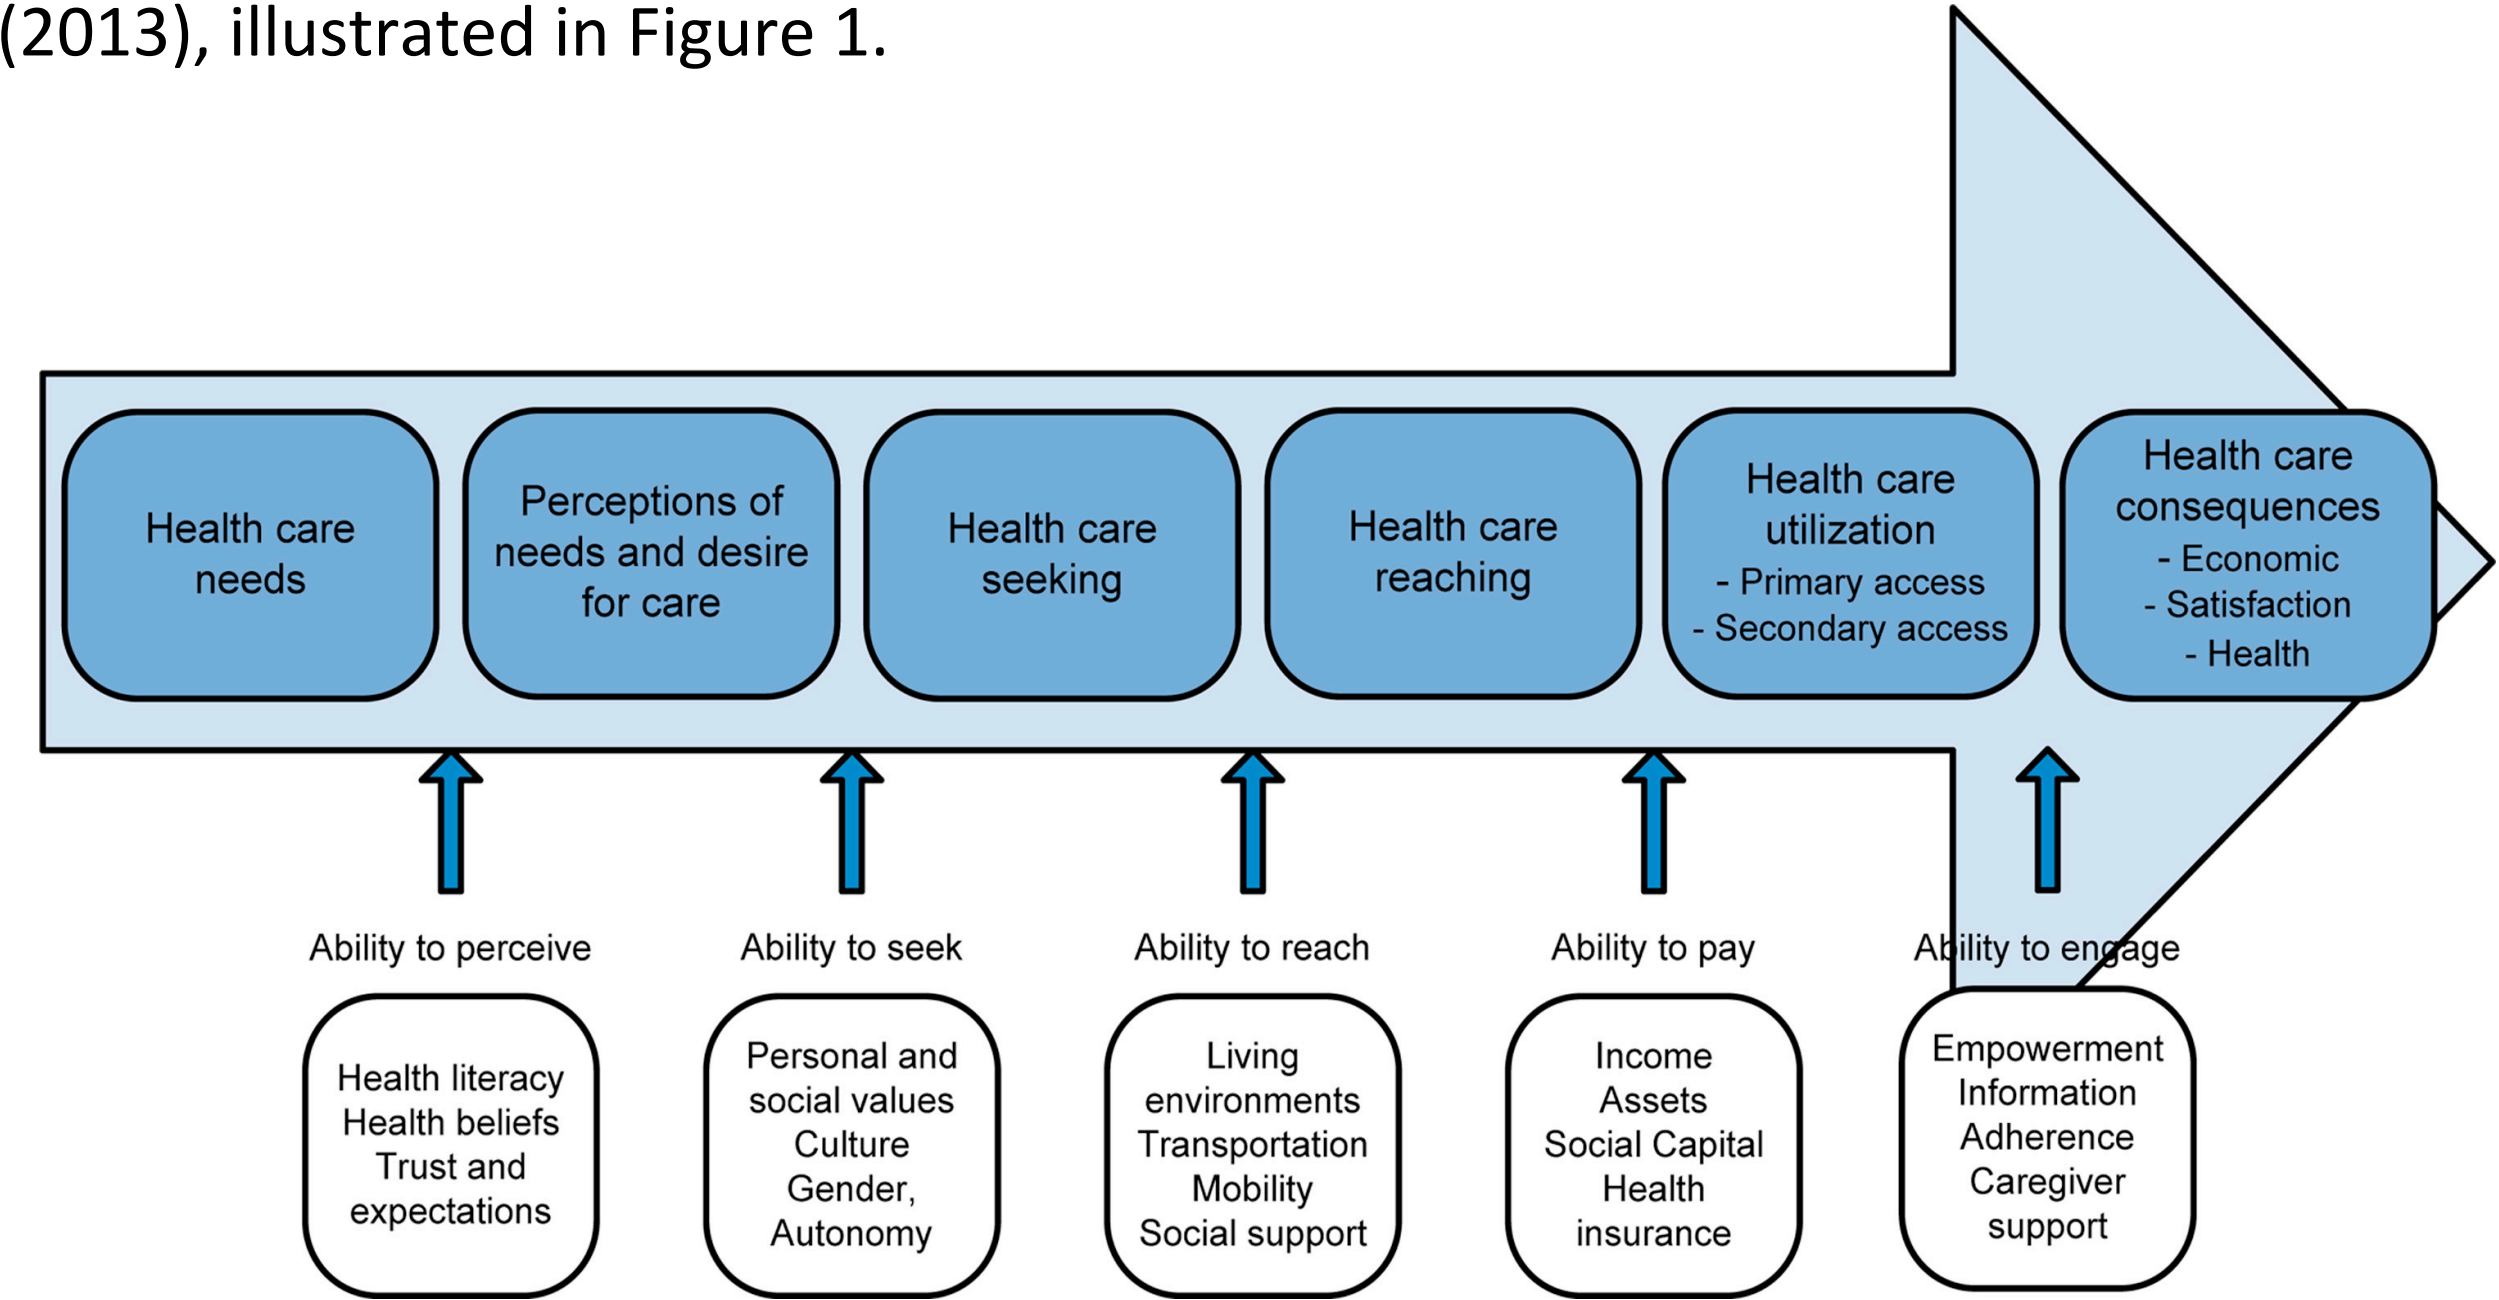 (2013), illustrated in Figure 1.
Health care
needs
Perceptions of
needs and desire
for care
Health care
seeking
Health care
reaching
Health care
utilization
- Primary access
- Secondary access
Health care
consequences
- Economic
- Satisfaction
- Health
Ability to perceive
Ability to seek
Ability to reach
Ability to pay
Ability to engage
Health literacy
Health beliefs
Trust and
expectations
Personal and
social values
Culture
Gender,
Autonomy
Living
environments
Transportation
Mobility
Social support
Income
Assets
Social Capital
Health
insurance
Empowerment
Information
Adherence
Caregiver
support